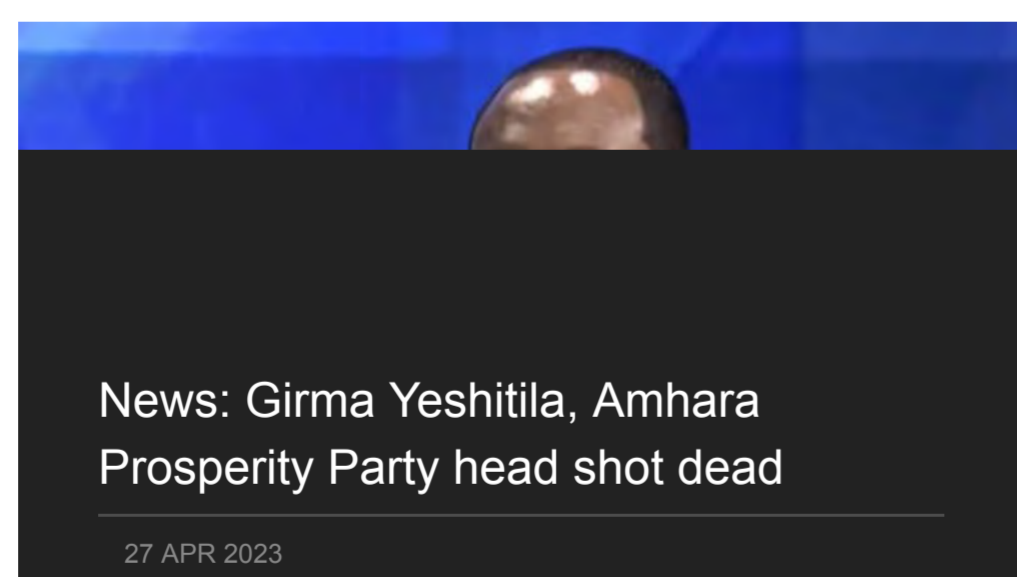 News: Girma Yeshitila, Amhara
Prosperity Party head shot dead
27 APR 2023